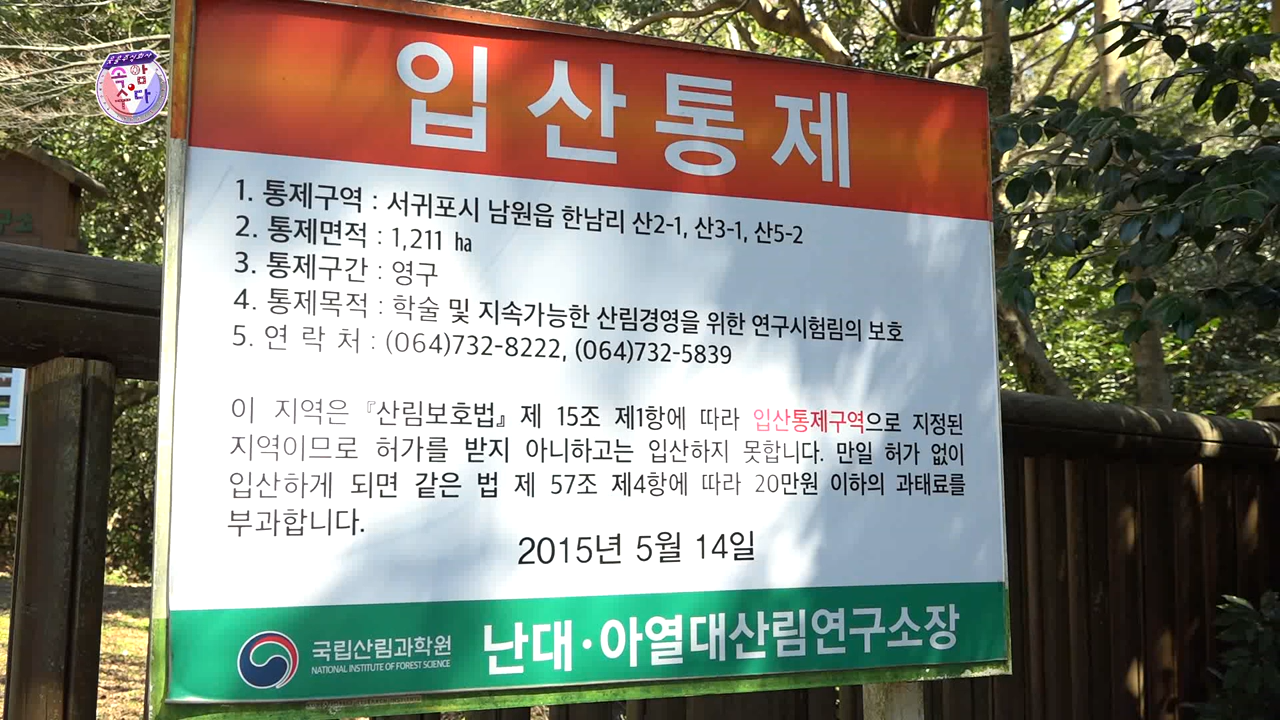 속암수다
입산통제
1. 통제구역 : 서귀포시 남원읍 한남리 산2-1, 산3-1, 산5-2
2. 통제면적 : 1,211 ㏊
3. 통제구간 : 영구
4. 통제목적 : 학술 및 지속가능한 산림경영을 위한 연구시험림의 보호
5. 연 락 처 : (064)732-8222, (064)732-5839
이 지역은 『산림보호법』 제 15조 제1항에 따라 입산통제구역으로 지정된
지역이므로 허가를 받지 아니하고는 입산하지 못합니다. 만일 허가 없이
입산하게 되면 같은 법 제 57조 제4항에 따라 20만원 이하의 과태료를
부과합니다.
2015년 5월 14일
국립산림과학원
NATIONAL INSTITUTE OF FOREST SCIENCE
난대·아열대산림연구소장